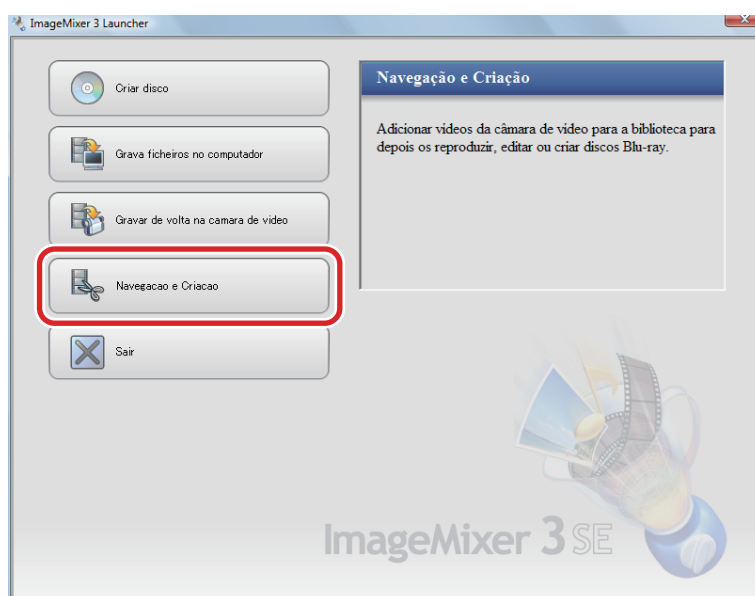 ImageMixer 3 Launcher
Criar disco
Grava ficheiros no computador
Gravar de volta na camara de video
Navegacao e Criacao
Sair
Navegação e Criação
Adicionar vídeos da câmara de vídeo para a biblioteca para
depois os reproduzir, editar ou criar discos Blu-ray.
ImageMixer 3 SE